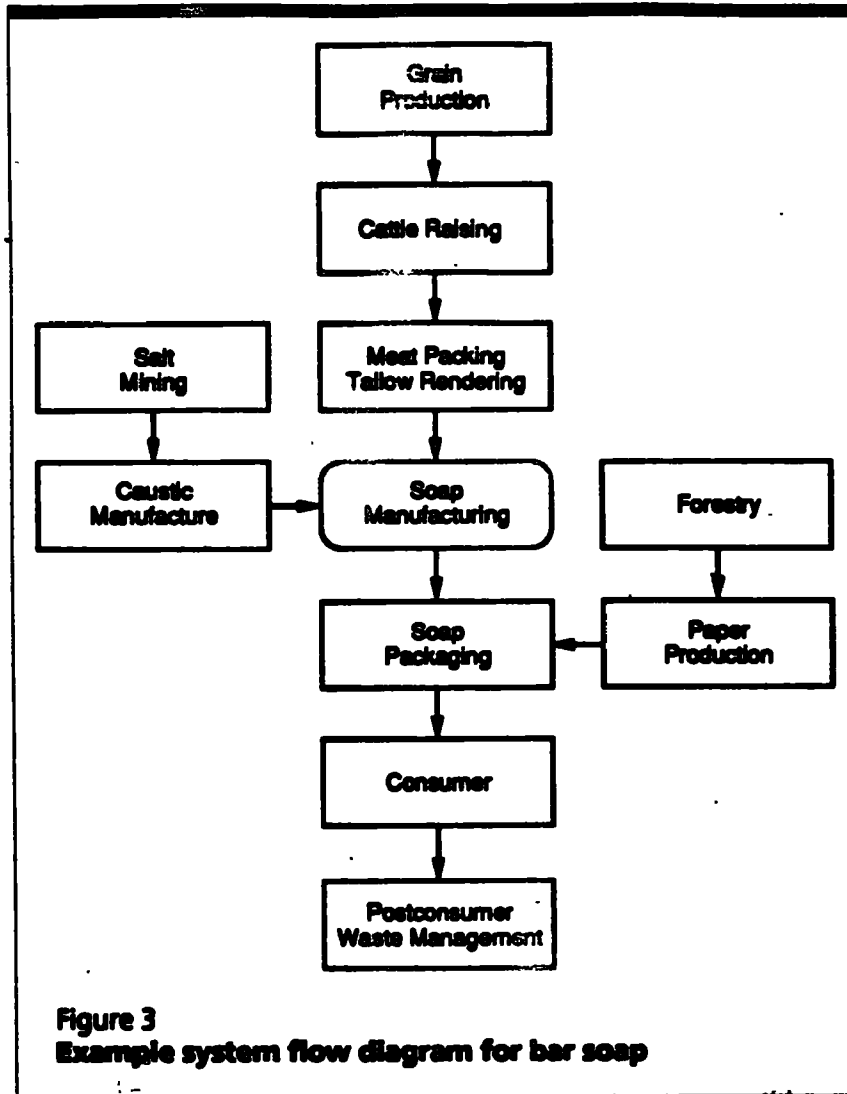 Grain
Production
Cattle Raising
Salt
Mining
Meat Packing
Tallow Rendering
Caustic
Manufacture
Soap
Manufacturing
Forestry
Soap
Packaging
Paper
Production
Consumer
Postconsumer
Waste Management
Figure 3
Example system flow diagram for bar soap